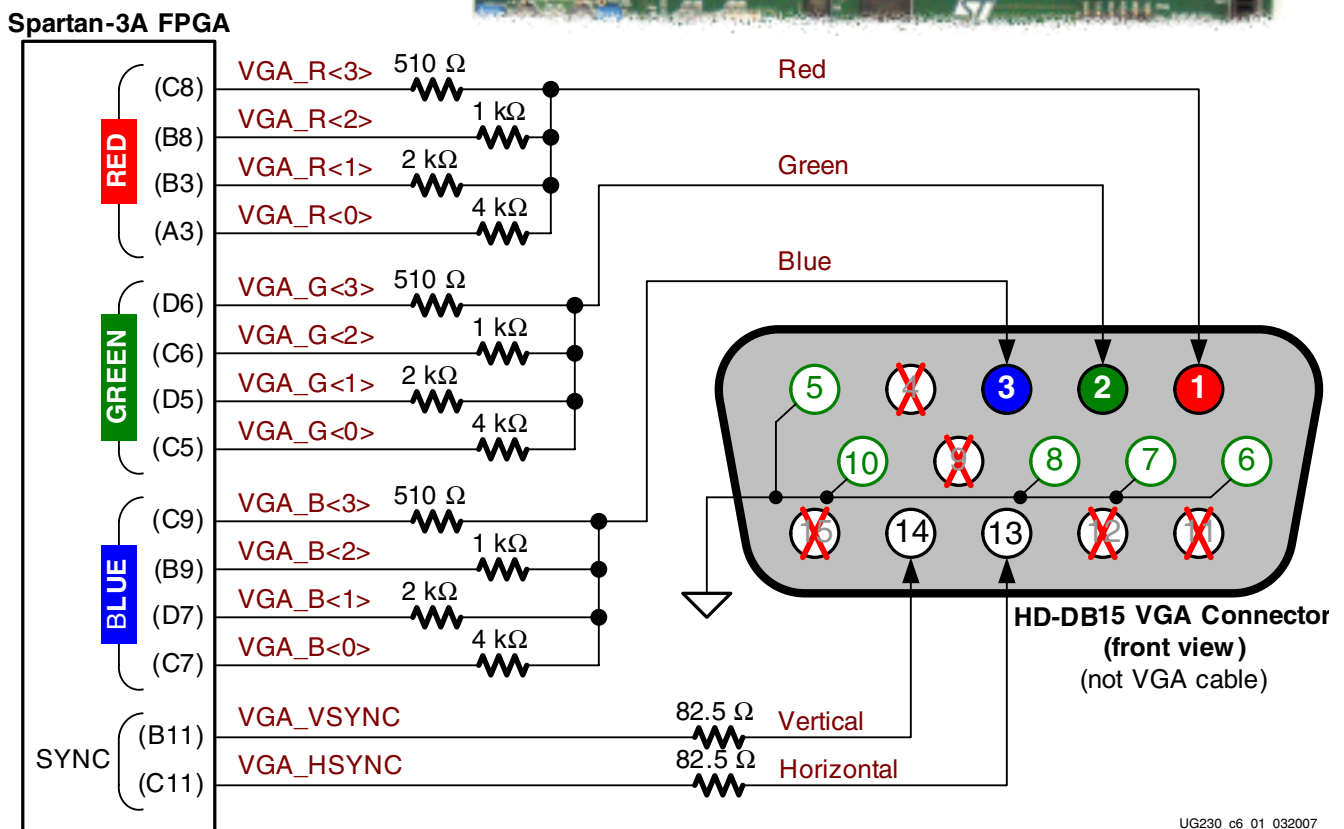 Spartan-3A FPGA
RED
(C8) VGA_R<3> 510 Ω Red
(B8) VGA_R<2> 1 kΩ
(B3) VGA_R<1> 2 kΩ
(A3) VGA_R<0> 4 kΩ
Green
GREEN
(D6) VGA_G<3> 510 Ω
(C6) VGA_G<2> 1 kΩ
(D5) VGA_G<1> 2 kΩ
(C5) VGA_G<0> 4 kΩ
Blue
BLUE
(C9) VGA_B<3> 510 Ω
(B9) VGA_B<2> 1 kΩ
(D7) VGA_B<1> 2 kΩ
(C7) VGA_B<0> 4 kΩ
SYNC
(B11) VGA_VSYNC 82.5 Ω Vertical
(C11) VGA_HSYNC 82.5 Ω Horizontal
5 4 3 2 1
10 9 8 7 6
15 14 13 12 11
HD-DB15 VGA Connector
(front view)
(not VGA cable)
UG230_c6_01_032007